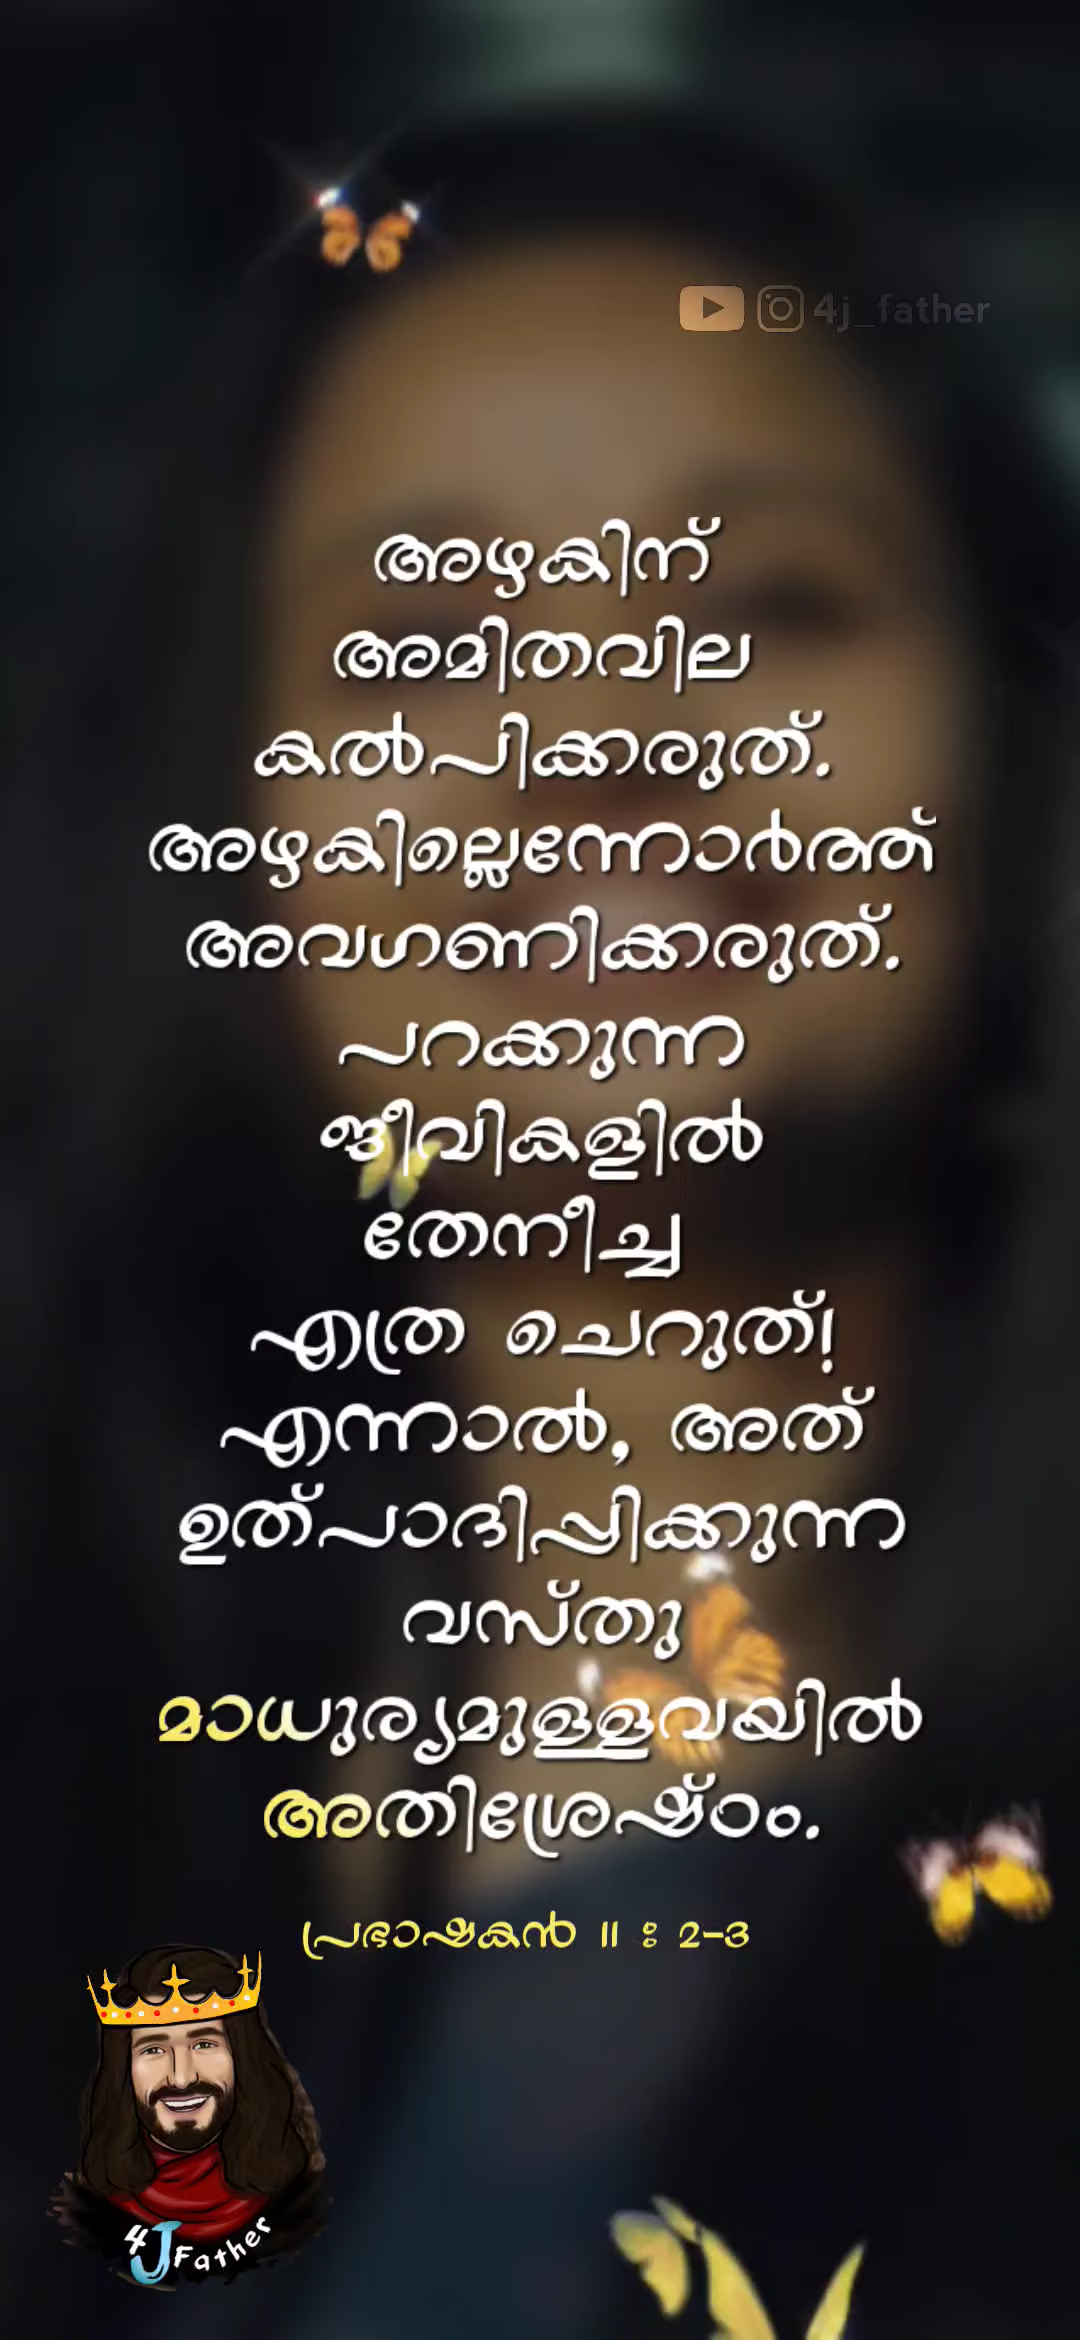 4j_father
അഴകിന്
അമിതവില
കൽപിക്കരുത്.
അഴകില്ലെന്നോർത്ത്
അവഗണിക്കരുത്.
പറക്കുന്ന
ജീവികളിൽ
തേനീച്ച
എത്ര ചെറുത്!
എന്നാൽ, അത്
ഉത്പാദിപ്പിക്കുന്ന
വസ്തു
മാധുര്യമുള്ളവയിൽ
അതിശ്രേഷ്ഠം.
പ്രഭാഷകൻ 11 : 2-3
4J Father